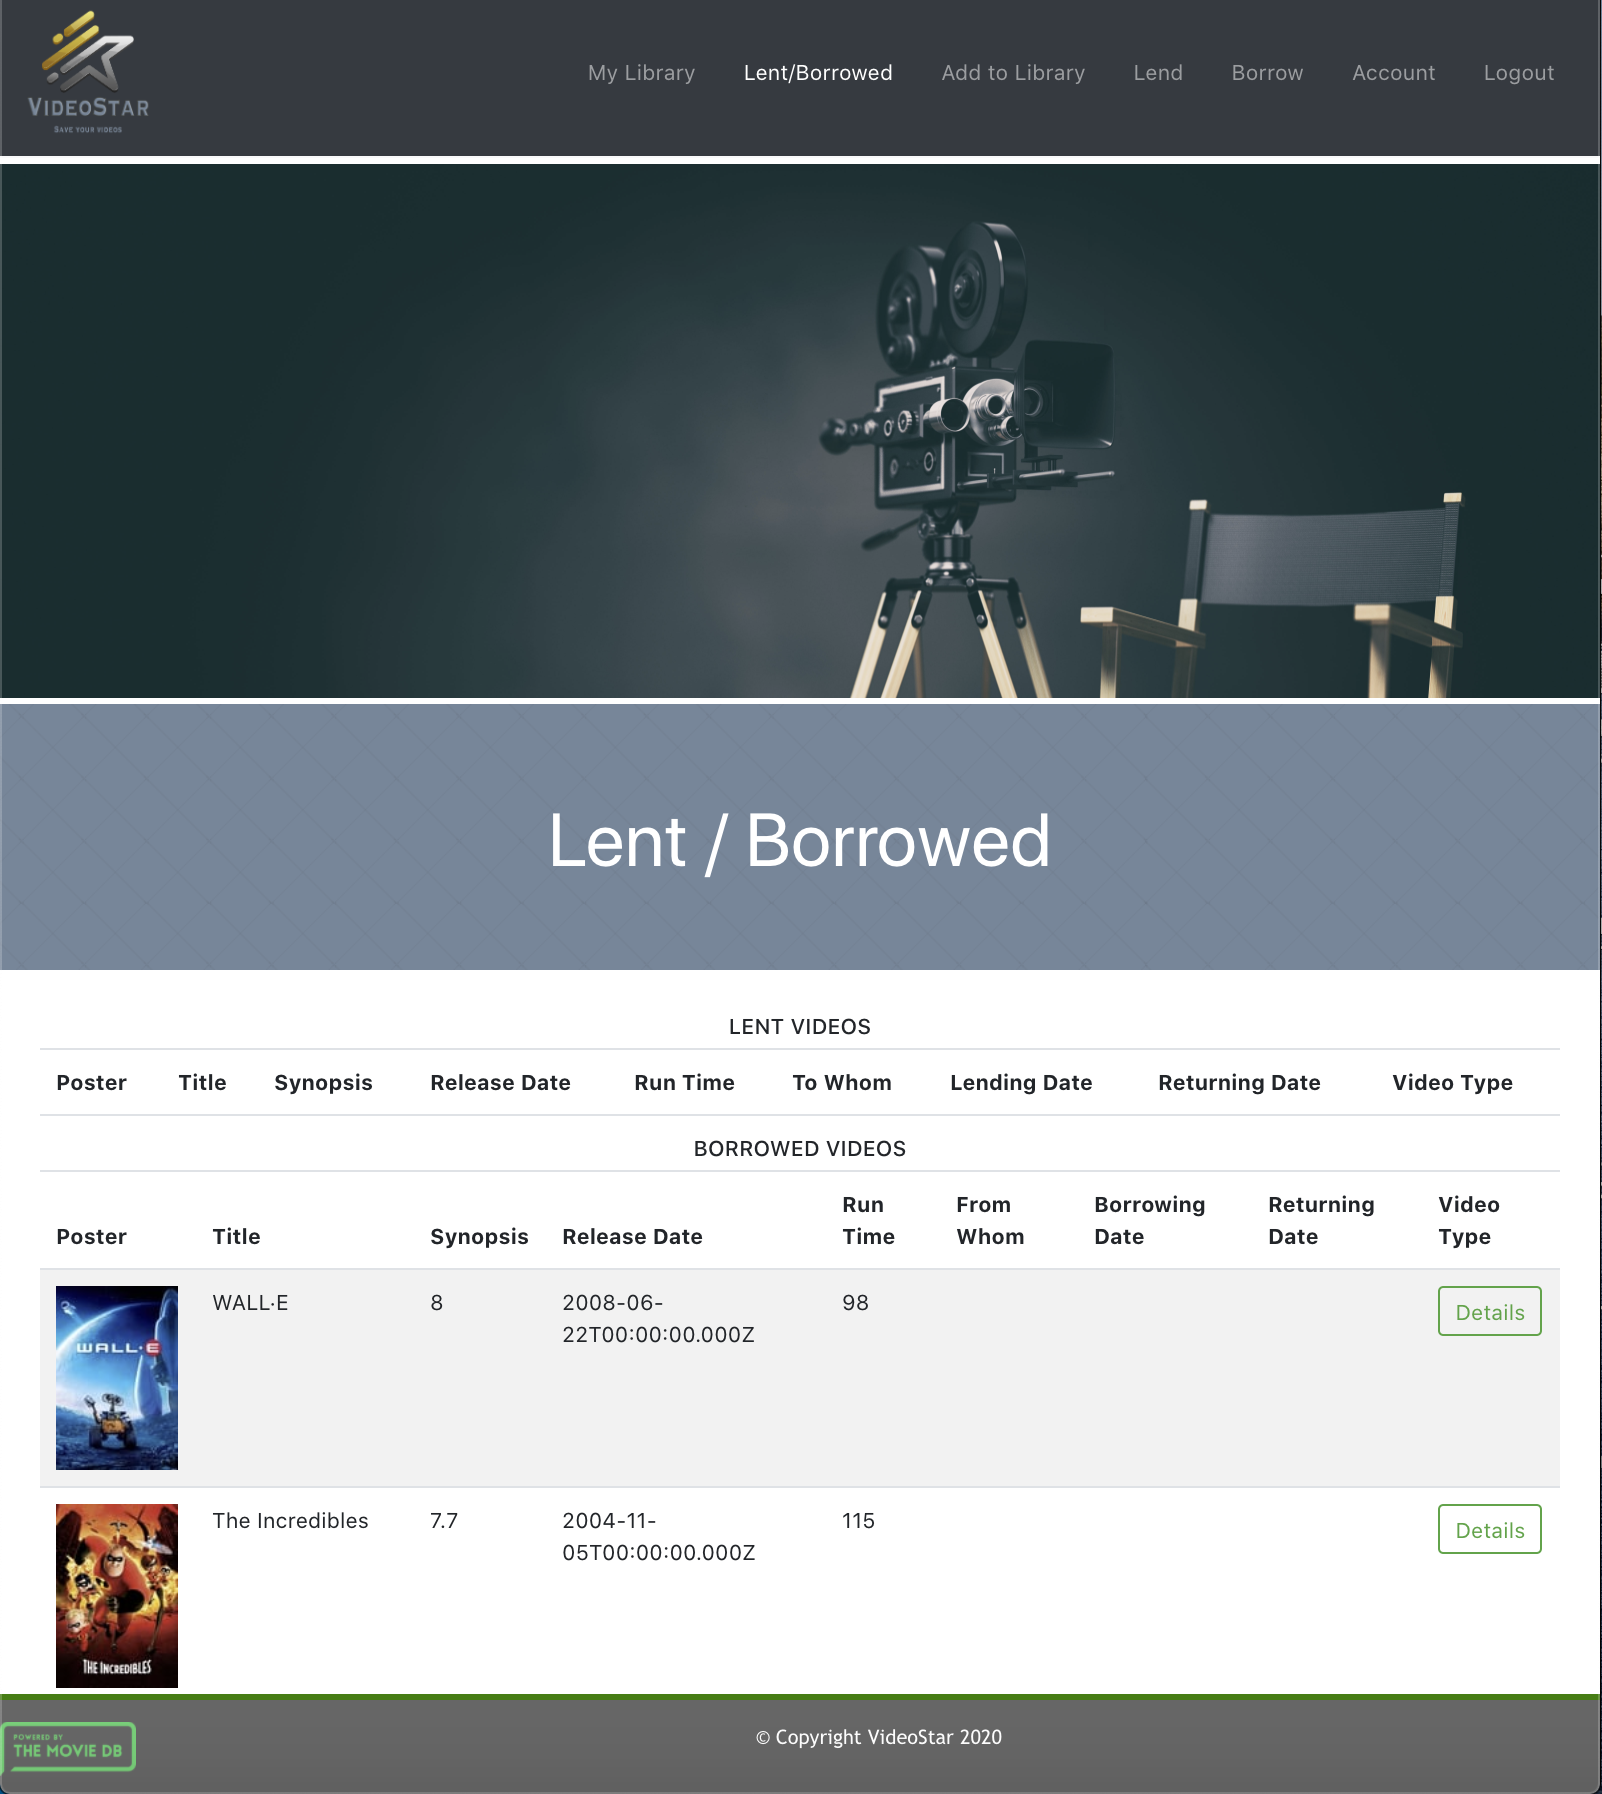 VIDEOSTAR
SAVE YOUR VIDEOS
My Library Lent/Borrowed Add to Library Lend Borrow Account Logout
Lent / Borrowed
LENT VIDEOS
Poster Title Synopsis Release Date Run Time To Whom Lending Date Returning Date Video Type
BORROWED VIDEOS
Poster Title Synopsis Release Date Run Time From Whom Borrowing Date Returning Date Video Type
WALL·E
WALL·E 8 2008-06-22T00:00:00.000Z 98 Details
THE INCREDIBLES
The Incredibles 7.7 2004-11-05T00:00:00.000Z 115 Details
POWERED BY
THE MOVIE DB
© Copyright VideoStar 2020